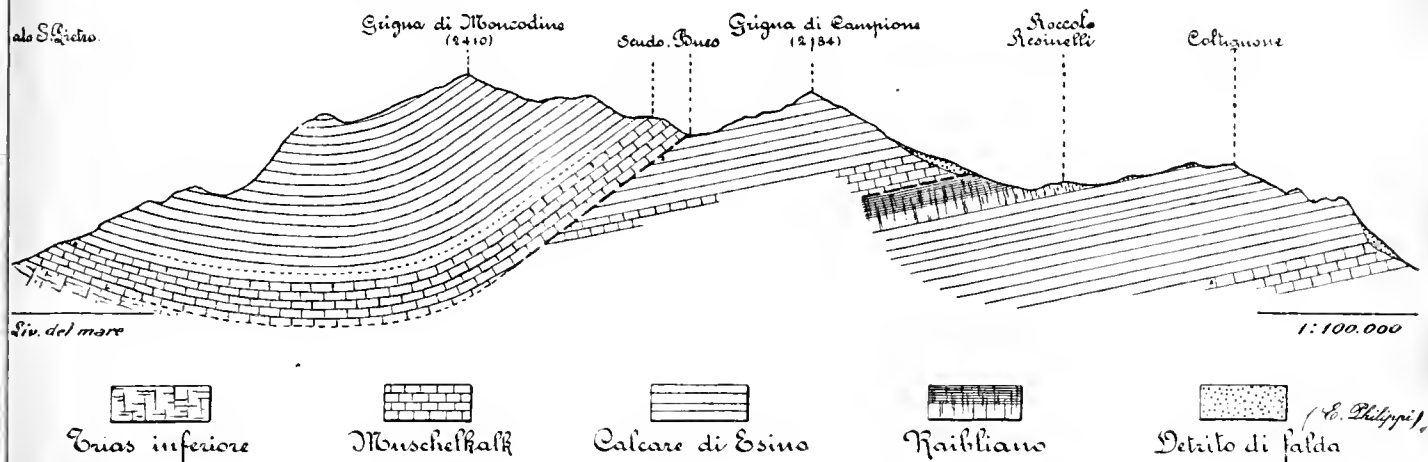 alo S. Pietro.
Grigna di Moncodine
(2410)
Scudo. Bueo
Grigna di Campione
(2184)
Roccolo
Resinelli
Coltignone
Liv. del mare
1:100.000
Trias inferiore
Muschelkalk
Calcare di Esino
Raibliano
Detrito di falda
(E. Philippi).